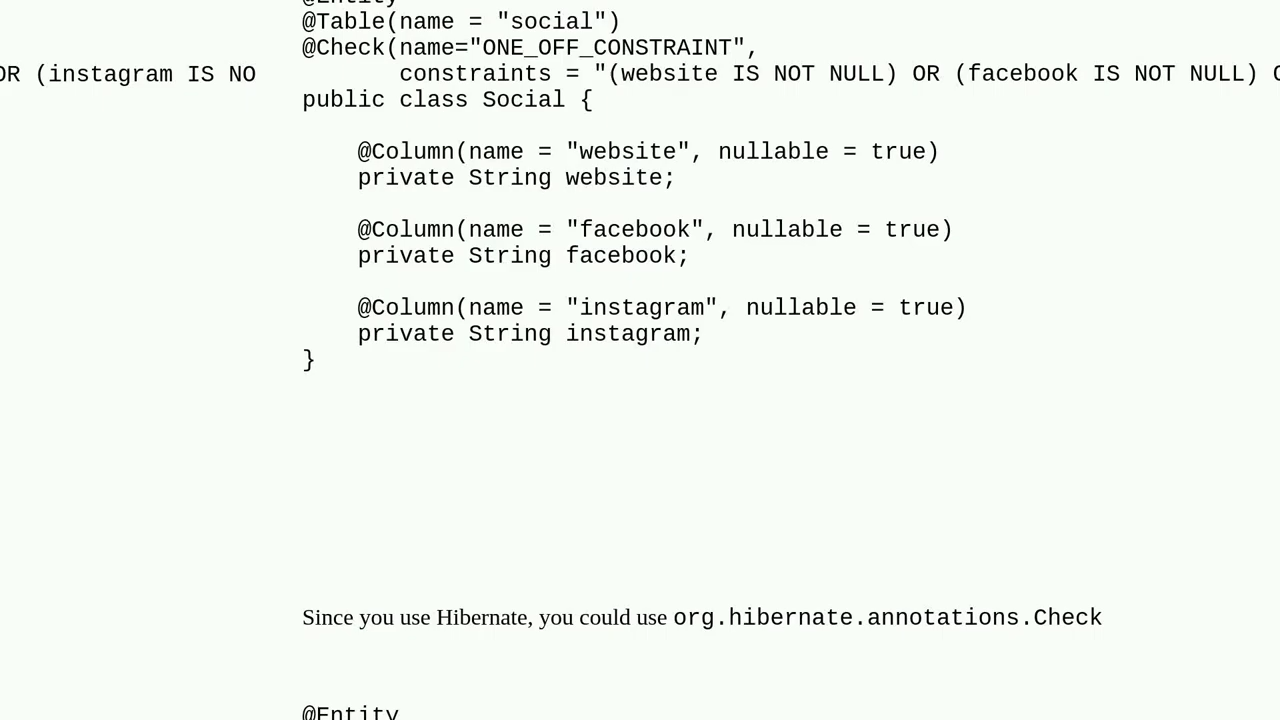 @Entity
@Table(name = "social")
@Check(name="ONE_OFF_CONSTRAINT",
OR (instagram IS NO
constraints = "(website IS NOT NULL) OR (facebook IS NOT NULL) O
public class Social {
@Column(name = "website", nullable = true)
private String website;
@Column(name = "facebook", nullable = true)
private String facebook;
@Column(name = "instagram", nullable = true)
private String instagram;
}
Since you use Hibernate, you could use org.hibernate.annotations.Check
@Entity